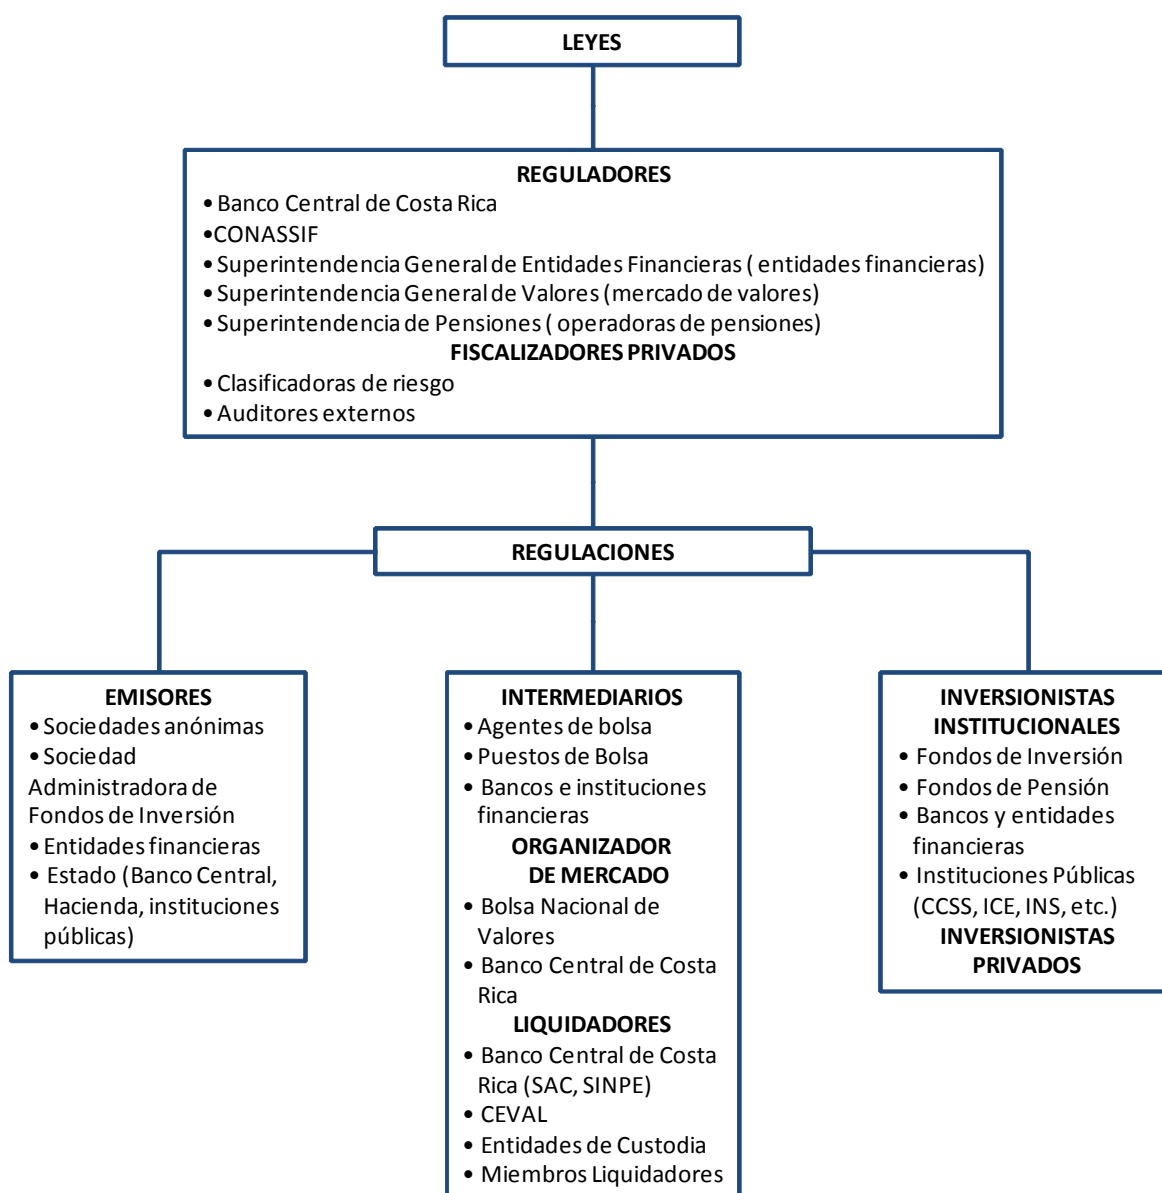 LEYES
REGULADORES
• Banco Central de Costa Rica
•CONASSIF
• Superintendencia General de Entidades Financieras ( entidades financieras)
• Superintendencia General de Valores (mercado de valores)
• Superintendencia de Pensiones ( operadoras de pensiones)
FISCALIZADORES PRIVADOS
• Clasificadoras de riesgo
• Auditores externos
REGULACIONES
EMISORES
• Sociedades anónimas
• Sociedad
Administradora de
Fondos de Inversión
• Entidades financieras
• Estado (Banco Central,
Hacienda, instituciones
públicas)
INTERMEDIARIOS
• Agentes de bolsa
• Puestos de Bolsa
• Bancos e instituciones
financieras
ORGANIZADOR
DE MERCADO
• Bolsa Nacional de
Valores
• Banco Central de Costa
Rica
LIQUIDADORES
• Banco Central de Costa
Rica (SAC, SINPE)
• CEVAL
• Entidades de Custodia
• Miembros Liquidadores
INVERSIONISTAS
INSTITUCIONALES
• Fondos de Inversión
• Fondos de Pensión
• Bancos y entidades
financieras
• Instituciones Públicas
(CCSS, ICE, INS, etc.)
INVERSIONISTAS
PRIVADOS